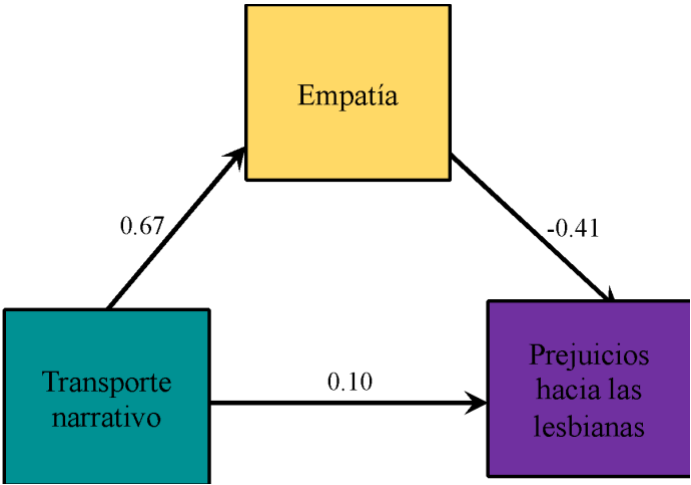 Empatía
0.67
-0.41
Transporte
narrativo
0.10
Prejuicios
hacia las
lesbianas